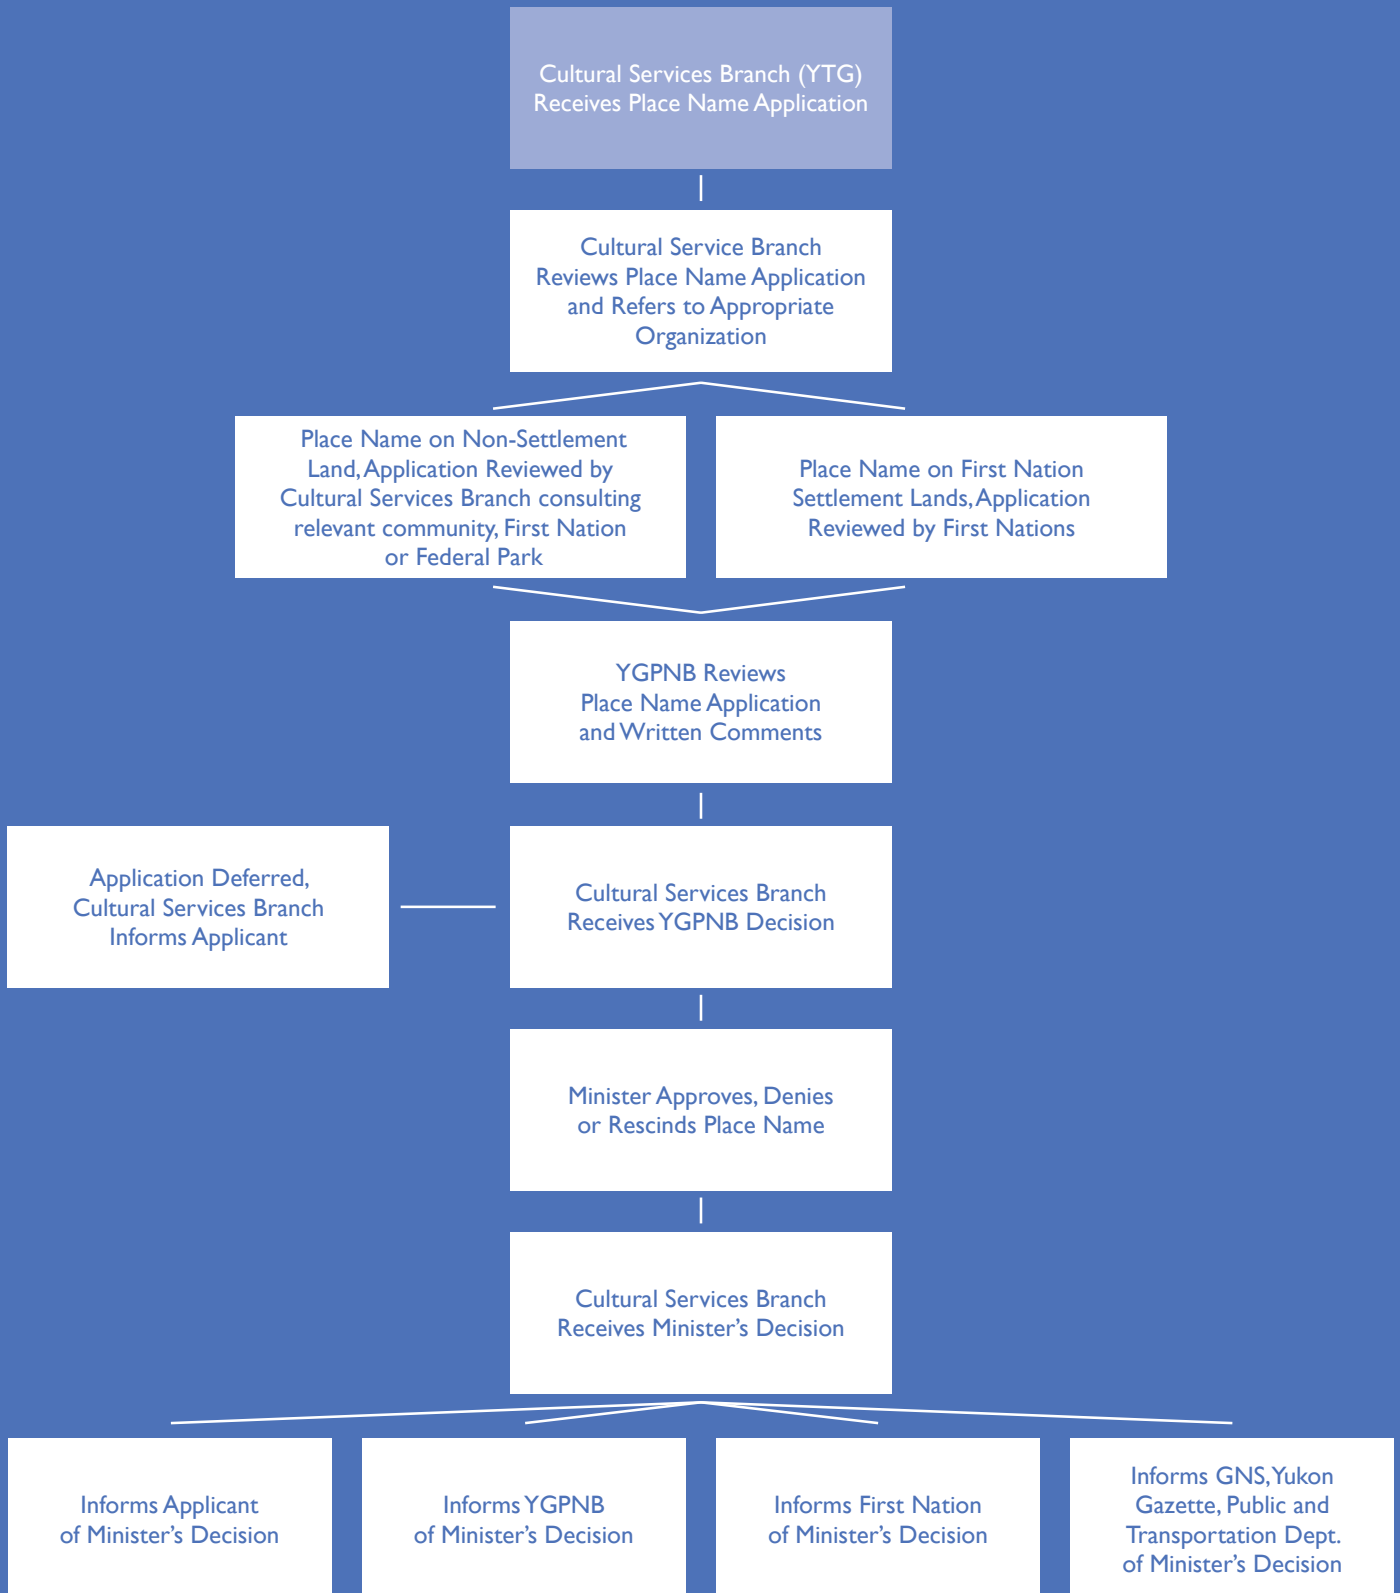 Cultural Services Branch (YTG)
Receives Place Name Application
Cultural Service Branch
Reviews Place Name Application
and Refers to Appropriate
Organization
Place Name on Non-Settlement
Land, Application Reviewed by
Cultural Services Branch consulting
relevant community, First Nation
or Federal Park
Place Name on First Nation
Settlement Lands, Application
Reviewed by First Nations
YGPNB Reviews
Place Name Application
and Written Comments
Application Deferred,
Cultural Services Branch
Informs Applicant
Cultural Services Branch
Receives YGPNB Decision
Minister Approves, Denies
or Rescinds Place Name
Cultural Services Branch
Receives Minister’s Decision
Informs Applicant
of Minister’s Decision
Informs YGPNB
of Minister’s Decision
Informs First Nation
of Minister’s Decision
Informs GNS, Yukon
Gazette, Public and
Transportation Dept.
of Minister’s Decision